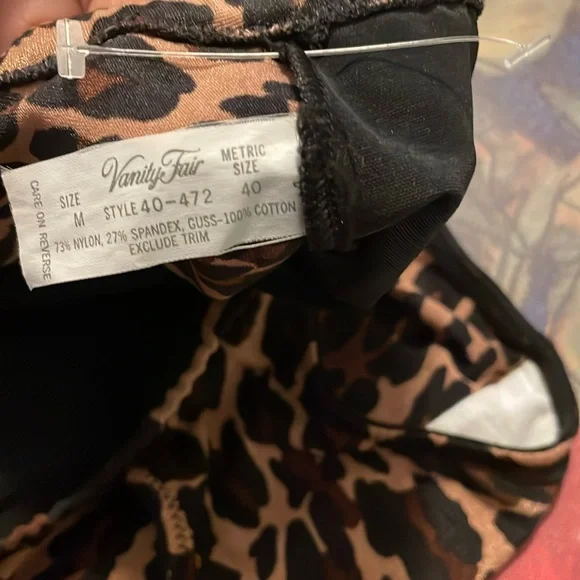 Vanity Fair
METRIC
SIZE
SIZE
M
STYLE 40-472
40
73% NYLON, 27% SPANDEX, GUSS-100% COTTON
EXCLUDE TRIM
CARE ON REVERSE